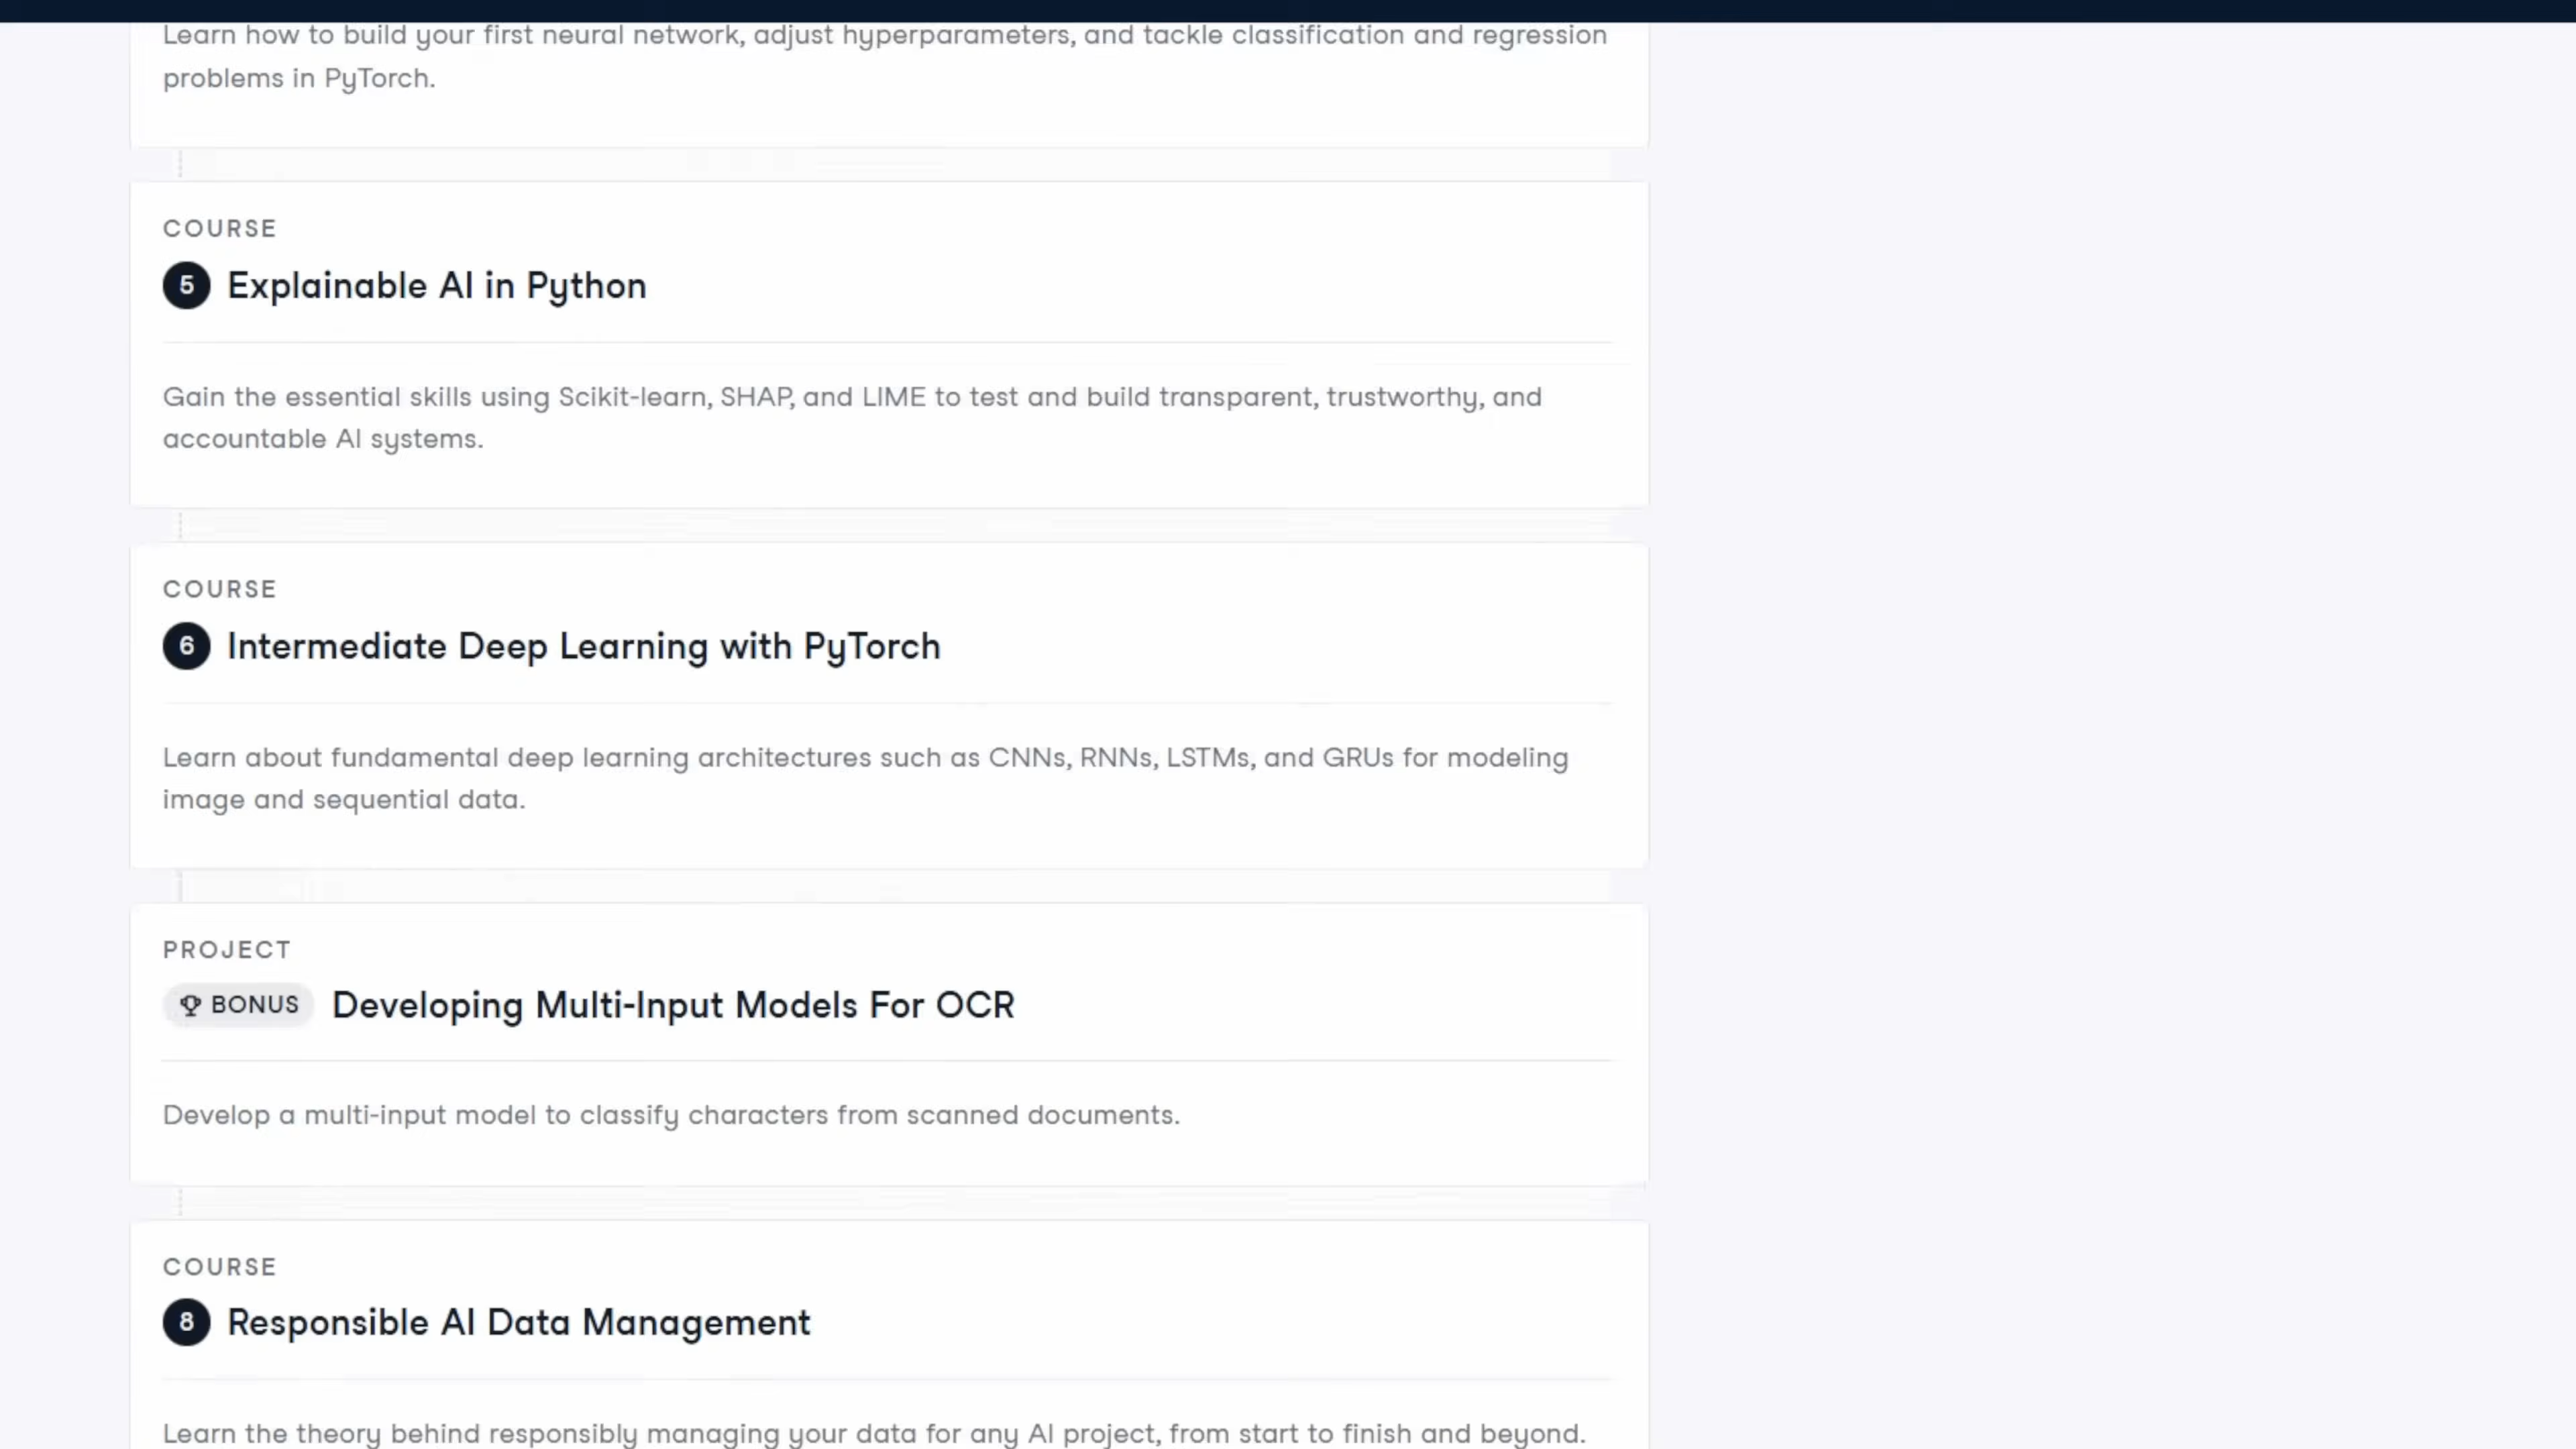 Learn how to build your first neural network, adjust hyperparameters, and tackle classification and regression
problems in PyTorch.
COURSE
5 Explainable AI in Python
Gain the essential skills using Scikit-learn, SHAP, and LIME to test and build transparent, trustworthy, and
accountable AI systems.
COURSE
6 Intermediate Deep Learning with PyTorch
Learn about fundamental deep learning architectures such as CNNs, RNNs, LSTMs, and GRUs for modeling
image and sequential data.
PROJECT
BONUS Developing Multi-Input Models For OCR
Develop a multi-input model to classify characters from scanned documents.
COURSE
8 Responsible AI Data Management
Learn the theory behind responsibly managing your data for any AI project, from start to finish and beyond.